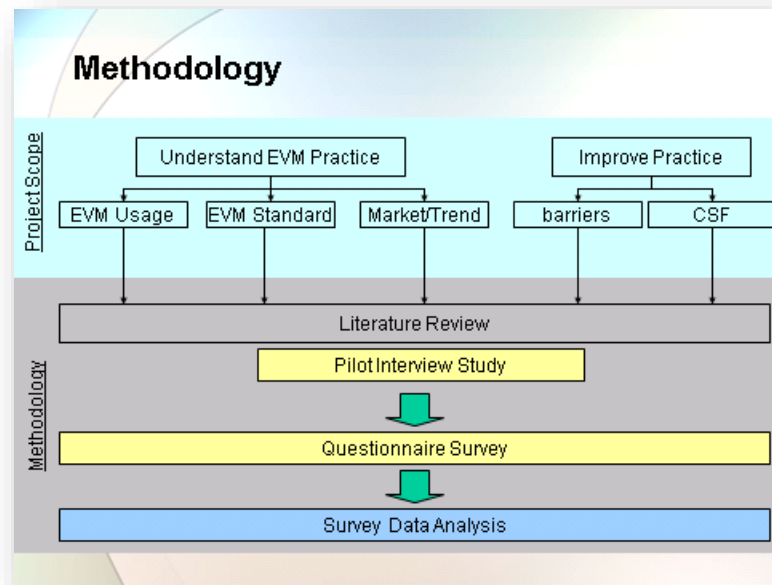 Methodology
Project Scope
Understand EVM Practice
Improve Practice
EVM Usage
EVM Standard
Market/Trend
barriers
CSF
Methodology
Literature Review
Pilot Interview Study
Questionnaire Survey
Survey Data Analysis